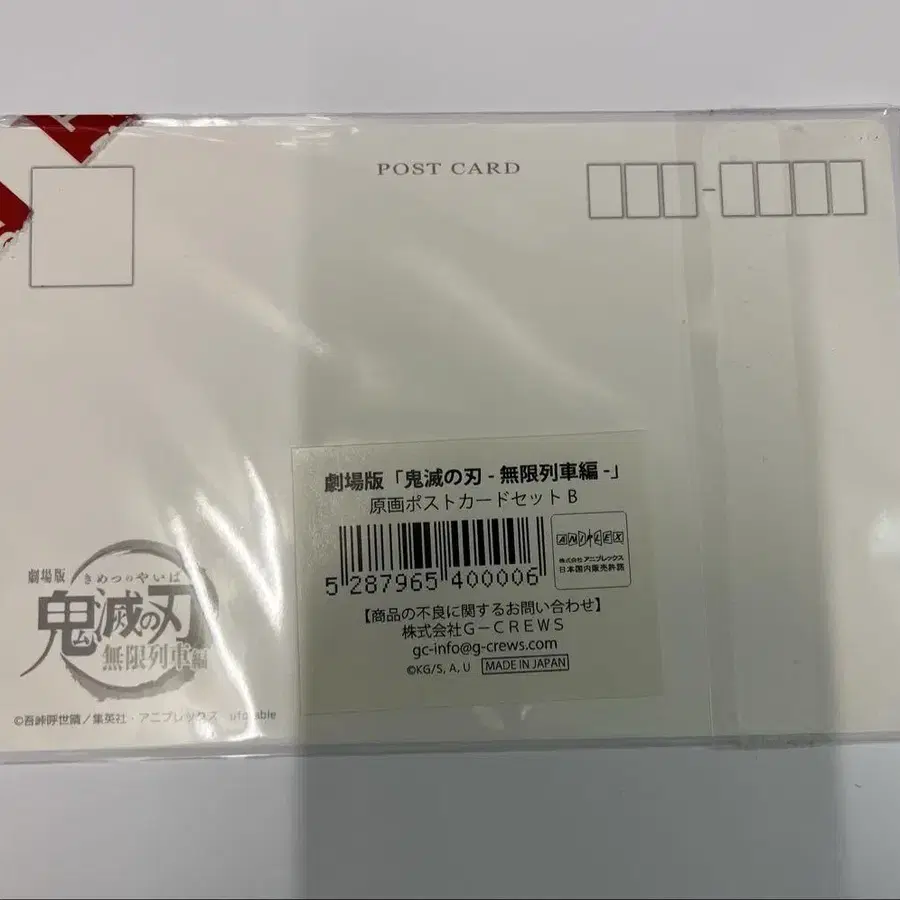 POST CARD
劇場版「鬼滅の刃 - 無限列車編 -」
原画ポストカードセット B
5 287965 400006
ANIPLEX
株式会社 アニプレックス
日本国内販売許諾
【商品の不良に関するお問い合わせ】
株式会社G-CREWS
gc-info@g-crews.com
©KG/S, A, U MADE IN JAPAN
劇場版 きめつのやいば
鬼滅の刃
無限列車編
©吾峠呼世晴/集英社・アニプレックス・ufotable